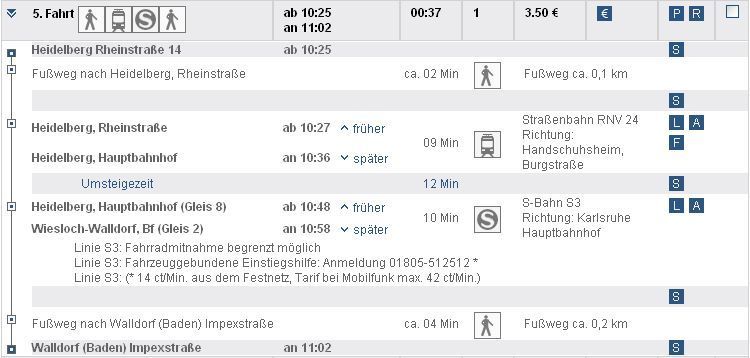 5. Fahrt ab 10:25 00:37 1 3.50 € € P R
an 11:02
Heidelberg Rheinstraße 14 ab 10:25 S
Fußweg nach Heidelberg, Rheinstraße ca. 02 Min Fußweg ca. 0,1 km
S
Heidelberg, Rheinstraße ab 10:27 früher 09 Min Straßenbahn RNV 24 L A
Richtung: F
Heidelberg, Hauptbahnhof an 10:36 später Handschuhsheim,
Burgstraße
Umsteigezeit 12 Min S
Heidelberg, Hauptbahnhof (Gleis 8) ab 10:48 früher 10 Min S S-Bahn S3 L A
Wiesloch-Walldorf, Bf (Gleis 2) an 10:58 später Richtung: Karlsruhe
Hauptbahnhof
Linie S3: Fahrradmitnahme begrenzt möglich
Linie S3: Fahrzeuggebundene Einstiegshilfe: Anmeldung 01805-512512 *
Linie S3: (* 14 ct/Min. aus dem Festnetz, Tarif bei Mobilfunk max. 42 ct/Min.)
S
Fußweg nach Walldorf (Baden) Impexstraße ca. 04 Min Fußweg ca. 0,2 km
Walldorf (Baden) Impexstraße an 11:02 S